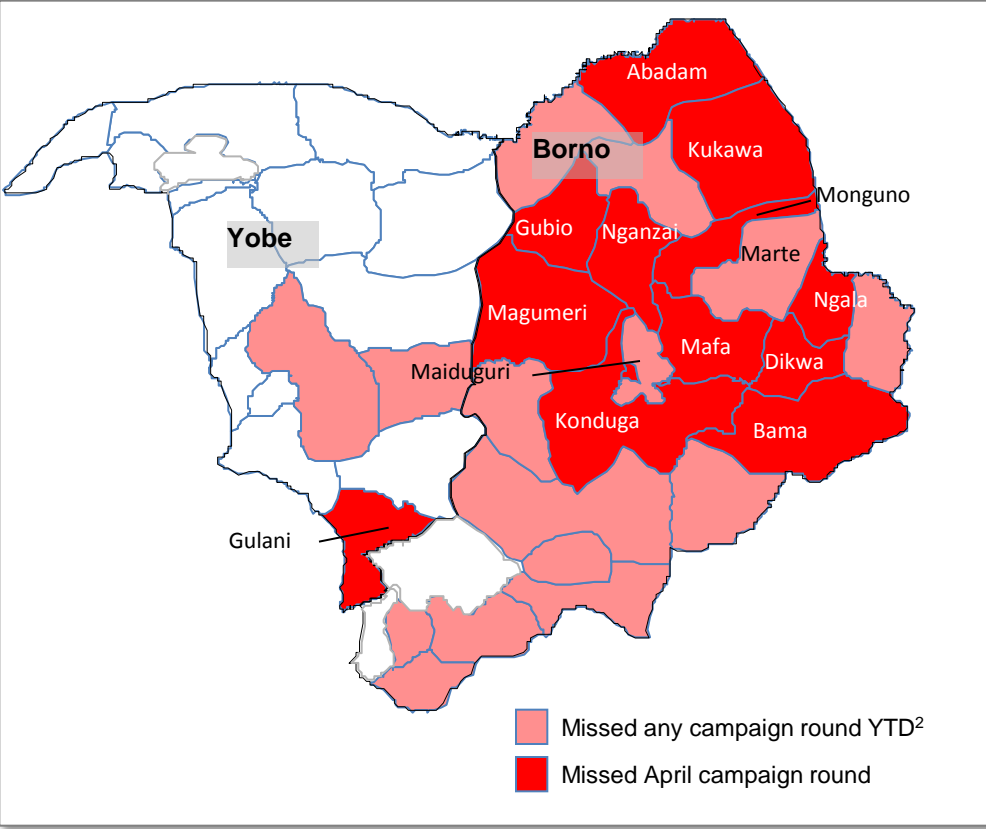 Abadam
Borno
Kukawa
Monguno
Gubio
Nganzai
Yobe
Marte
Ngala
Magumeri
Mafa
Dikwa
Maiduguri
Konduga
Bama
Gulani
Missed any campaign round YTD²
Missed April campaign round